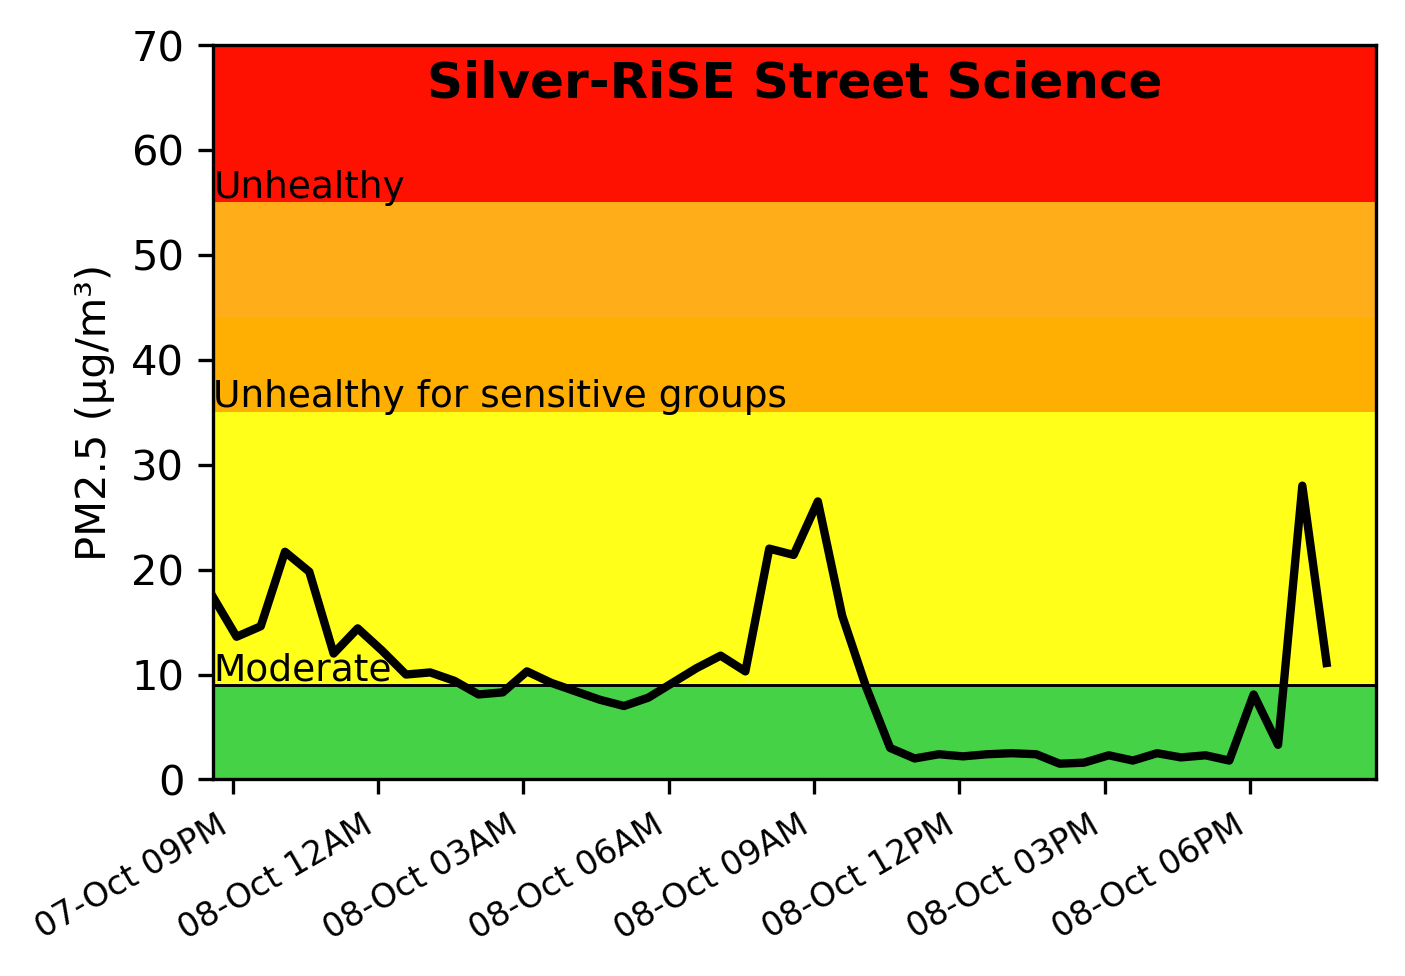 Silver-RiSE Street Science
70
60
Unhealthy
50
40
Unhealthy for sensitive groups
30
20
10
Moderate
0
PM2.5 (µg/m³)
07-Oct 09PM
08-Oct 12AM
08-Oct 03AM
08-Oct 06AM
08-Oct 09AM
08-Oct 12PM
08-Oct 03PM
08-Oct 06PM